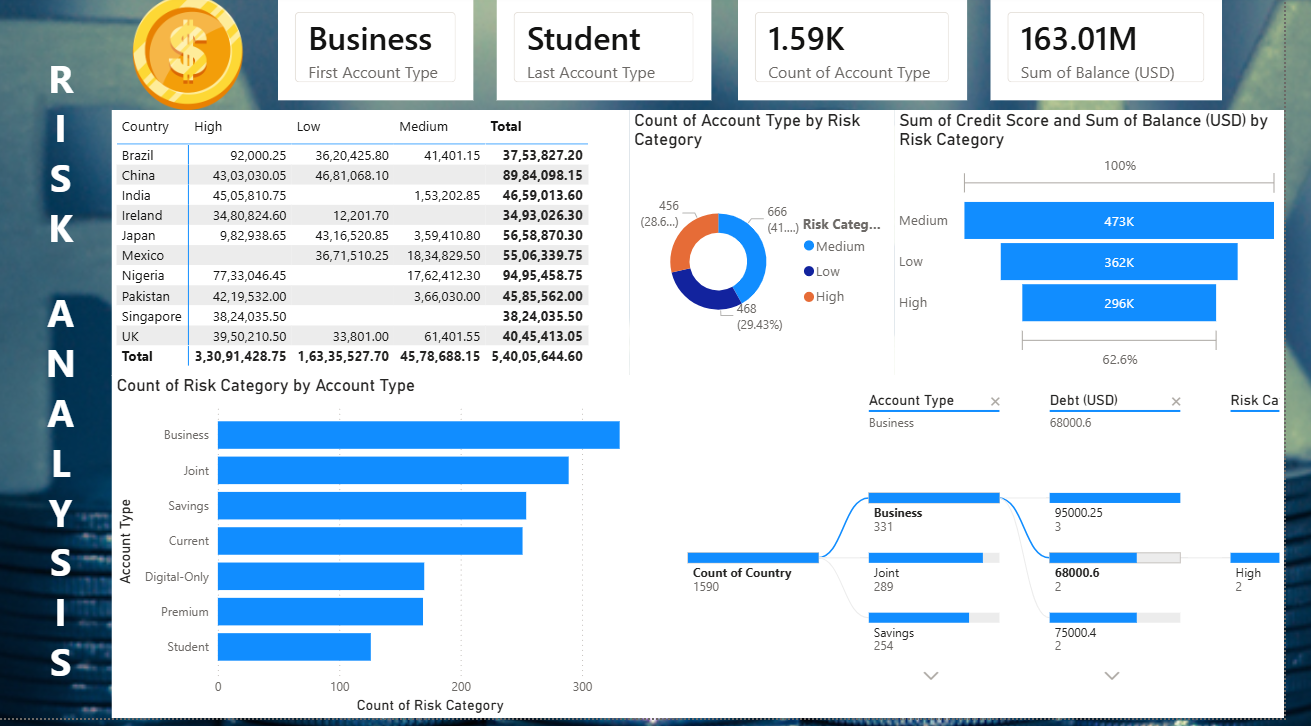 RISK ANALYSIS
$
Business
First Account Type
Student
Last Account Type
1.59K
Count of Account Type
163.01M
Sum of Balance (USD)
Country High Low Medium Total
Brazil 92,000.25 36,20,425.80 41,401.15 37,53,827.20
China 43,03,030.05 46,81,068.10 89,84,098.15
India 45,05,810.75 1,53,202.85 46,59,013.60
Ireland 34,80,824.60 12,201.70 34,93,026.30
Japan 9,82,938.65 43,16,520.85 3,59,410.80 56,58,870.30
Mexico 36,71,510.25 18,34,829.50 55,06,339.75
Nigeria 77,33,046.45 17,62,412.30 94,95,458.75
Pakistan 42,19,532.00 3,66,030.00 45,85,562.00
Singapore 38,24,035.50 38,24,035.50
UK 39,50,210.50 33,801.00 61,401.55 40,45,413.05
Total 3,30,91,428.75 1,63,35,527.70 45,78,688.15 5,40,05,644.60
Count of Account Type by Risk
Category
456
(28.6...)
666
(41....)
468
(29.43%)
Risk Categ...
Medium
Low
High
Sum of Credit Score and Sum of Balance (USD) by
Risk Category
100%
Medium 473K
Low 362K
High 296K
62.6%
Count of Risk Category by Account Type
Account Type
Business
Joint
Savings
Current
Digital-Only
Premium
Student
0 100 200 300
Count of Risk Category
Account Type ×
Business
Debt (USD) ×
68000.6
Risk Ca
Count of Country
1590
Business
331
Joint
289
Savings
254
95000.25
3
68000.6
2
75000.4
2
High
2